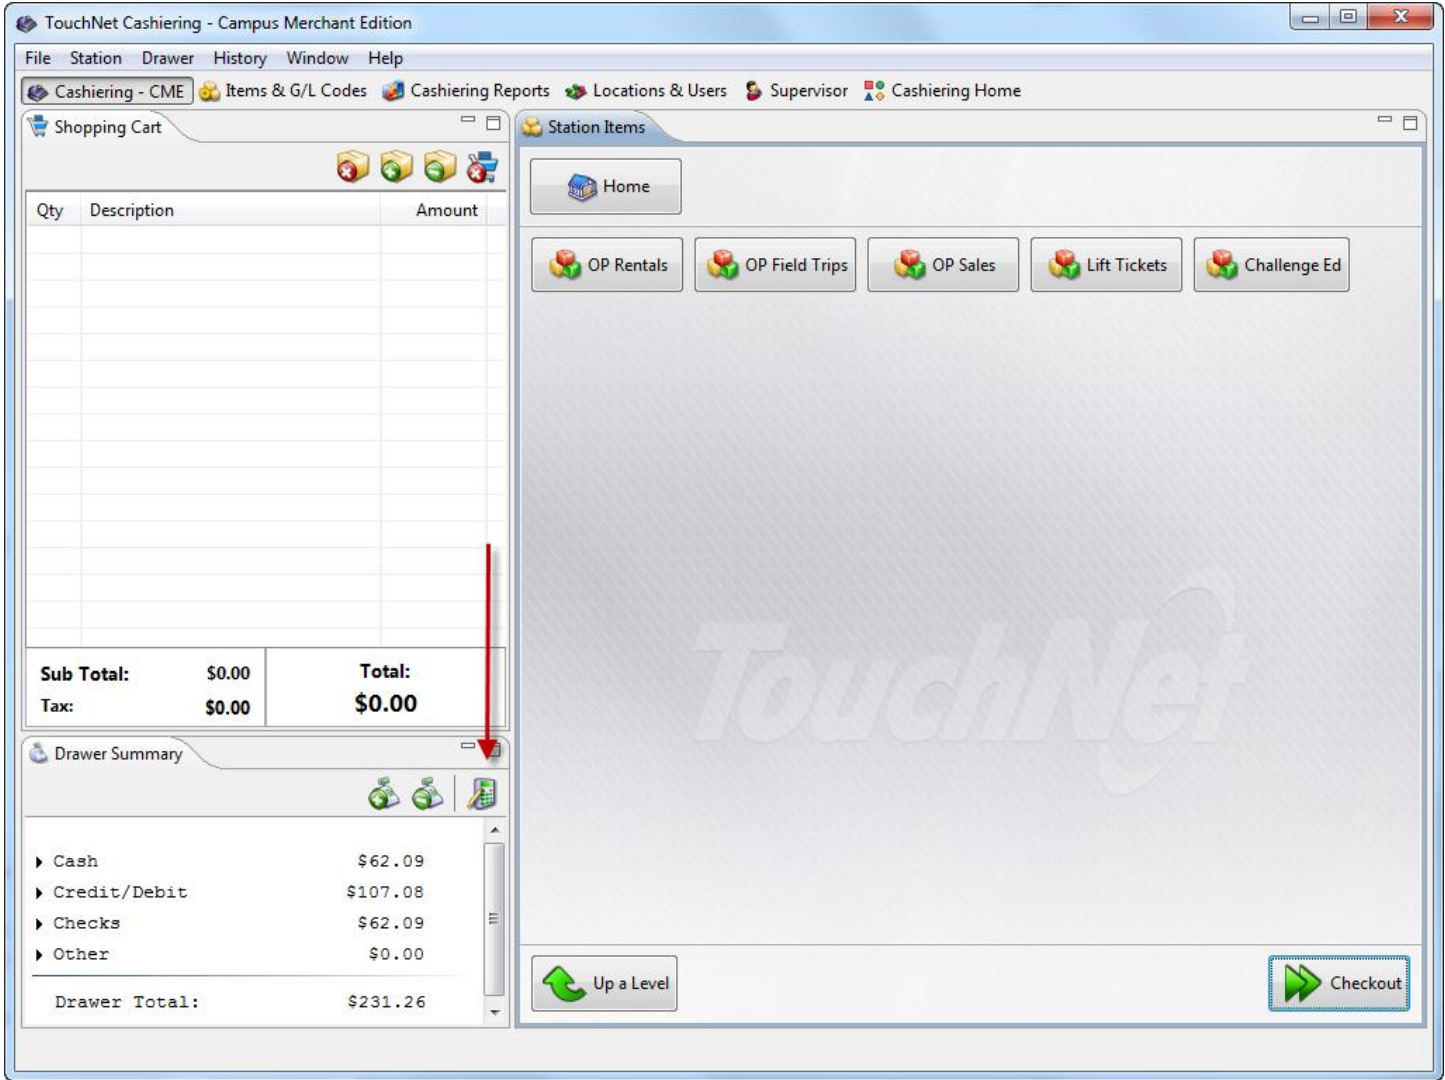 TouchNet Cashiering - Campus Merchant Edition
File Station Drawer History Window Help
Cashiering - CME Items & G/L Codes Cashiering Reports Locations & Users Supervisor Cashiering Home
Shopping Cart
Station Items
Home
Qty Description Amount
OP Rentals OP Field Trips OP Sales Lift Tickets Challenge Ed
TouchNet
Sub Total: $0.00 Total:
Tax: $0.00 $0.00
Drawer Summary
Cash $62.09
Credit/Debit $107.08
Checks $62.09
Other $0.00
Drawer Total: $231.26
Up a Level Checkout